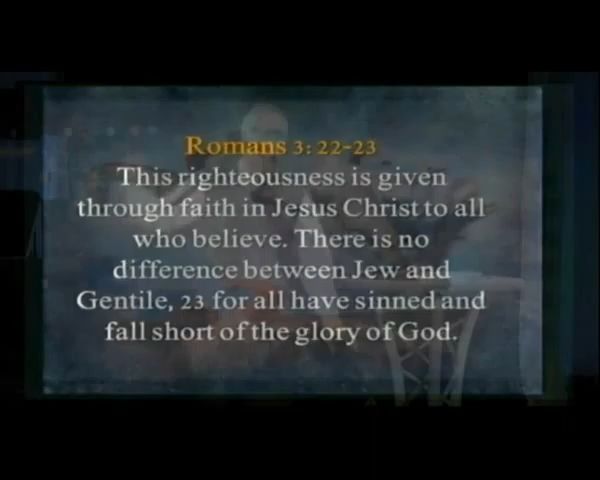 Romans 3:22-23
This righteousness is given
through faith in Jesus Christ to all
who believe. There is no
difference between Jew and
Gentile, 23 for all have sinned and
fall short of the glory of God.